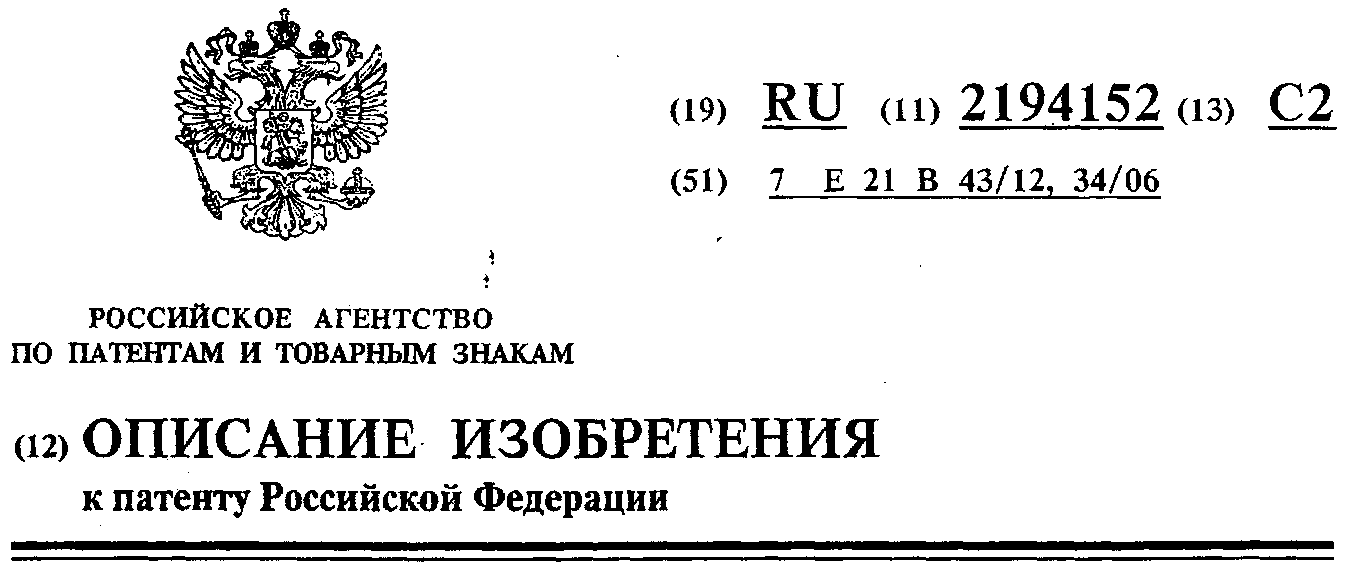 (19) RU (11) 2194152 (13) C2
(51) 7 E 21 B 43/12, 34/06
РОССИЙСКОЕ АГЕНТСТВО
ПО ПАТЕНТАМ И ТОВАРНЫМ ЗНАКАМ
(12) ОПИСАНИЕ ИЗОБРЕТЕНИЯ
к патенту Российской Федерации